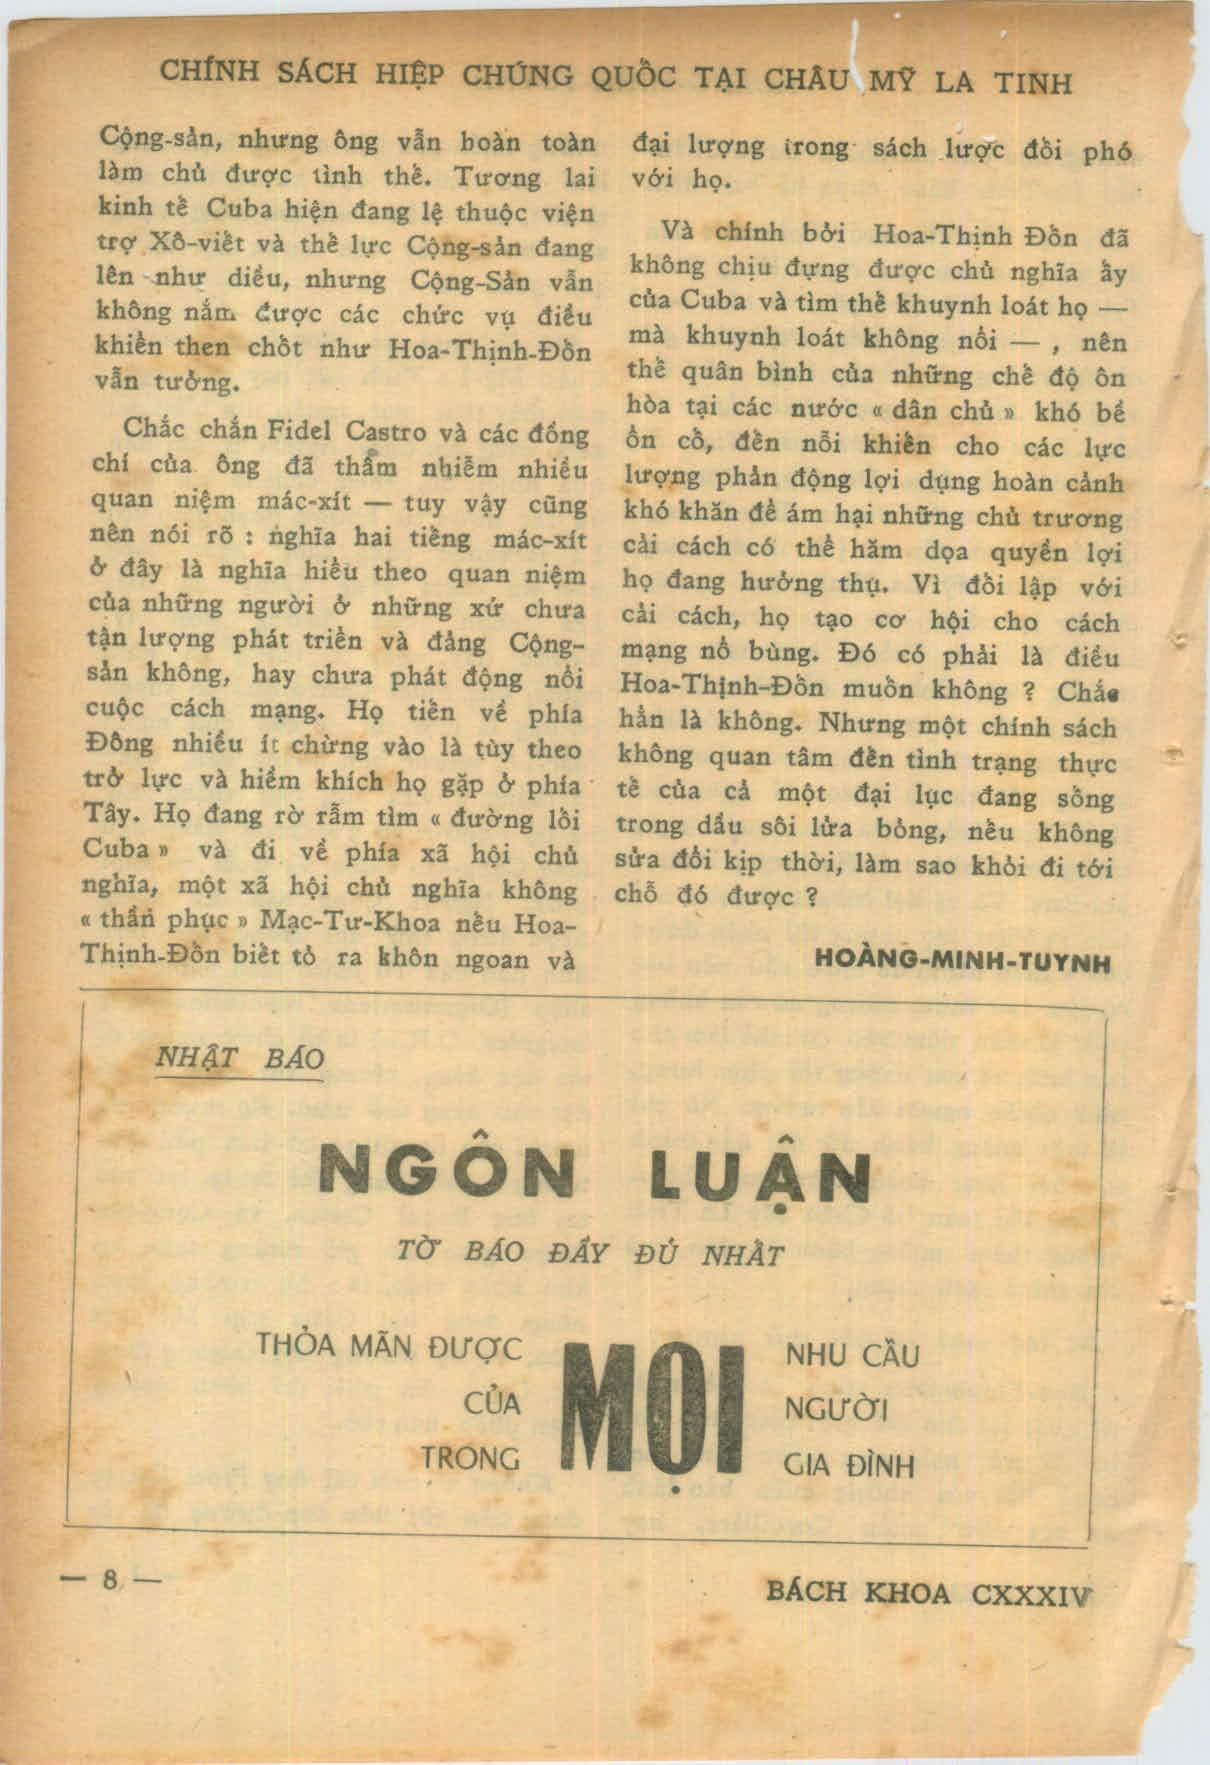 CHÍNH SÁCH HIỆP CHÚNG QUỐC TẠI CHÂU MỸ LA TINH
Cộng-sản, nhưng ông vẫn hoàn toàn
làm chủ được tình thế. Tương lai
kinh tế Cuba hiện đang lệ thuộc viện
trợ Xô-viết và thế lực Cộng-sản đang
lên như diều, nhưng Cộng-Sản vẫn
không nắm được các chức vụ điều
khiển then chốt như Hoa-Thịnh-Đốn
vẫn tưởng.
Chắc chắn Fidel Castro và các đồng
chí của ông đã thấm nhiễm nhiều
quan niệm mác-xít — tuy vậy cũng
nên nói rõ : nghĩa hai tiếng mác-xít
ở đây là nghĩa hiểu theo quan niệm
của những người ở những xứ chưa
tận lượng phát triển và đảng Cộng-
sản không, hay chưa phát động nổi
cuộc cách mạng. Họ tiến về phía
Đông nhiều ít chừng vào là tùy theo
trở lực và hiềm khích họ gặp ở phía
Tây. Họ đang rờ rẫm tìm « đường lối
Cuba » và đi về phía xã hội chủ
nghĩa, một xã hội chủ nghĩa không
« thần phục » Mạc-Tư-Khoa nếu Hoa-
Thịnh-Đốn biết tỏ ra khôn ngoan và
đại lượng trong sách lược đối phó
với họ.
Và chính bởi Hoa-Thịnh Đốn đã
không chịu đựng được chủ nghĩa ấy
của Cuba và tìm thế khuynh loát họ —
mà khuynh loát không nổi — , nên
thế quân bình của những chế độ ôn
hòa tại các nước « dân chủ » khó bề
ổn cố, đến nỗi khiến cho các lực
lượng phản động lợi dụng hoàn cảnh
khó khăn để ám hại những chủ trương
cải cách có thể hăm dọa quyền lợi
họ đang hưởng thụ. Vì đối lập với
cải cách, họ tạo cơ hội cho cách
mạng nổ bùng. Đó có phải là điều
Hoa-Thịnh-Đốn muốn không ? Chắc
hẳn là không. Nhưng một chính sách
không quan tâm đến tình trạng thực
tế của cả một đại lục đang sống
trong dầu sôi lửa bỏng, nếu không
sửa đổi kịp thời, làm sao khỏi đi tới
chỗ đó được ?
HOÀNG-MINH-TUYNH
NHẬT BÁO
NGÔN LUẬN
TỜ BÁO ĐẦY ĐỦ NHẤT
THỎA MÃN ĐƯỢC
CỦA
TRONG
MỌI
NHU CẦU
NGƯỜI
GIA ĐÌNH
— 8 —
BÁCH KHOA CXXXIV